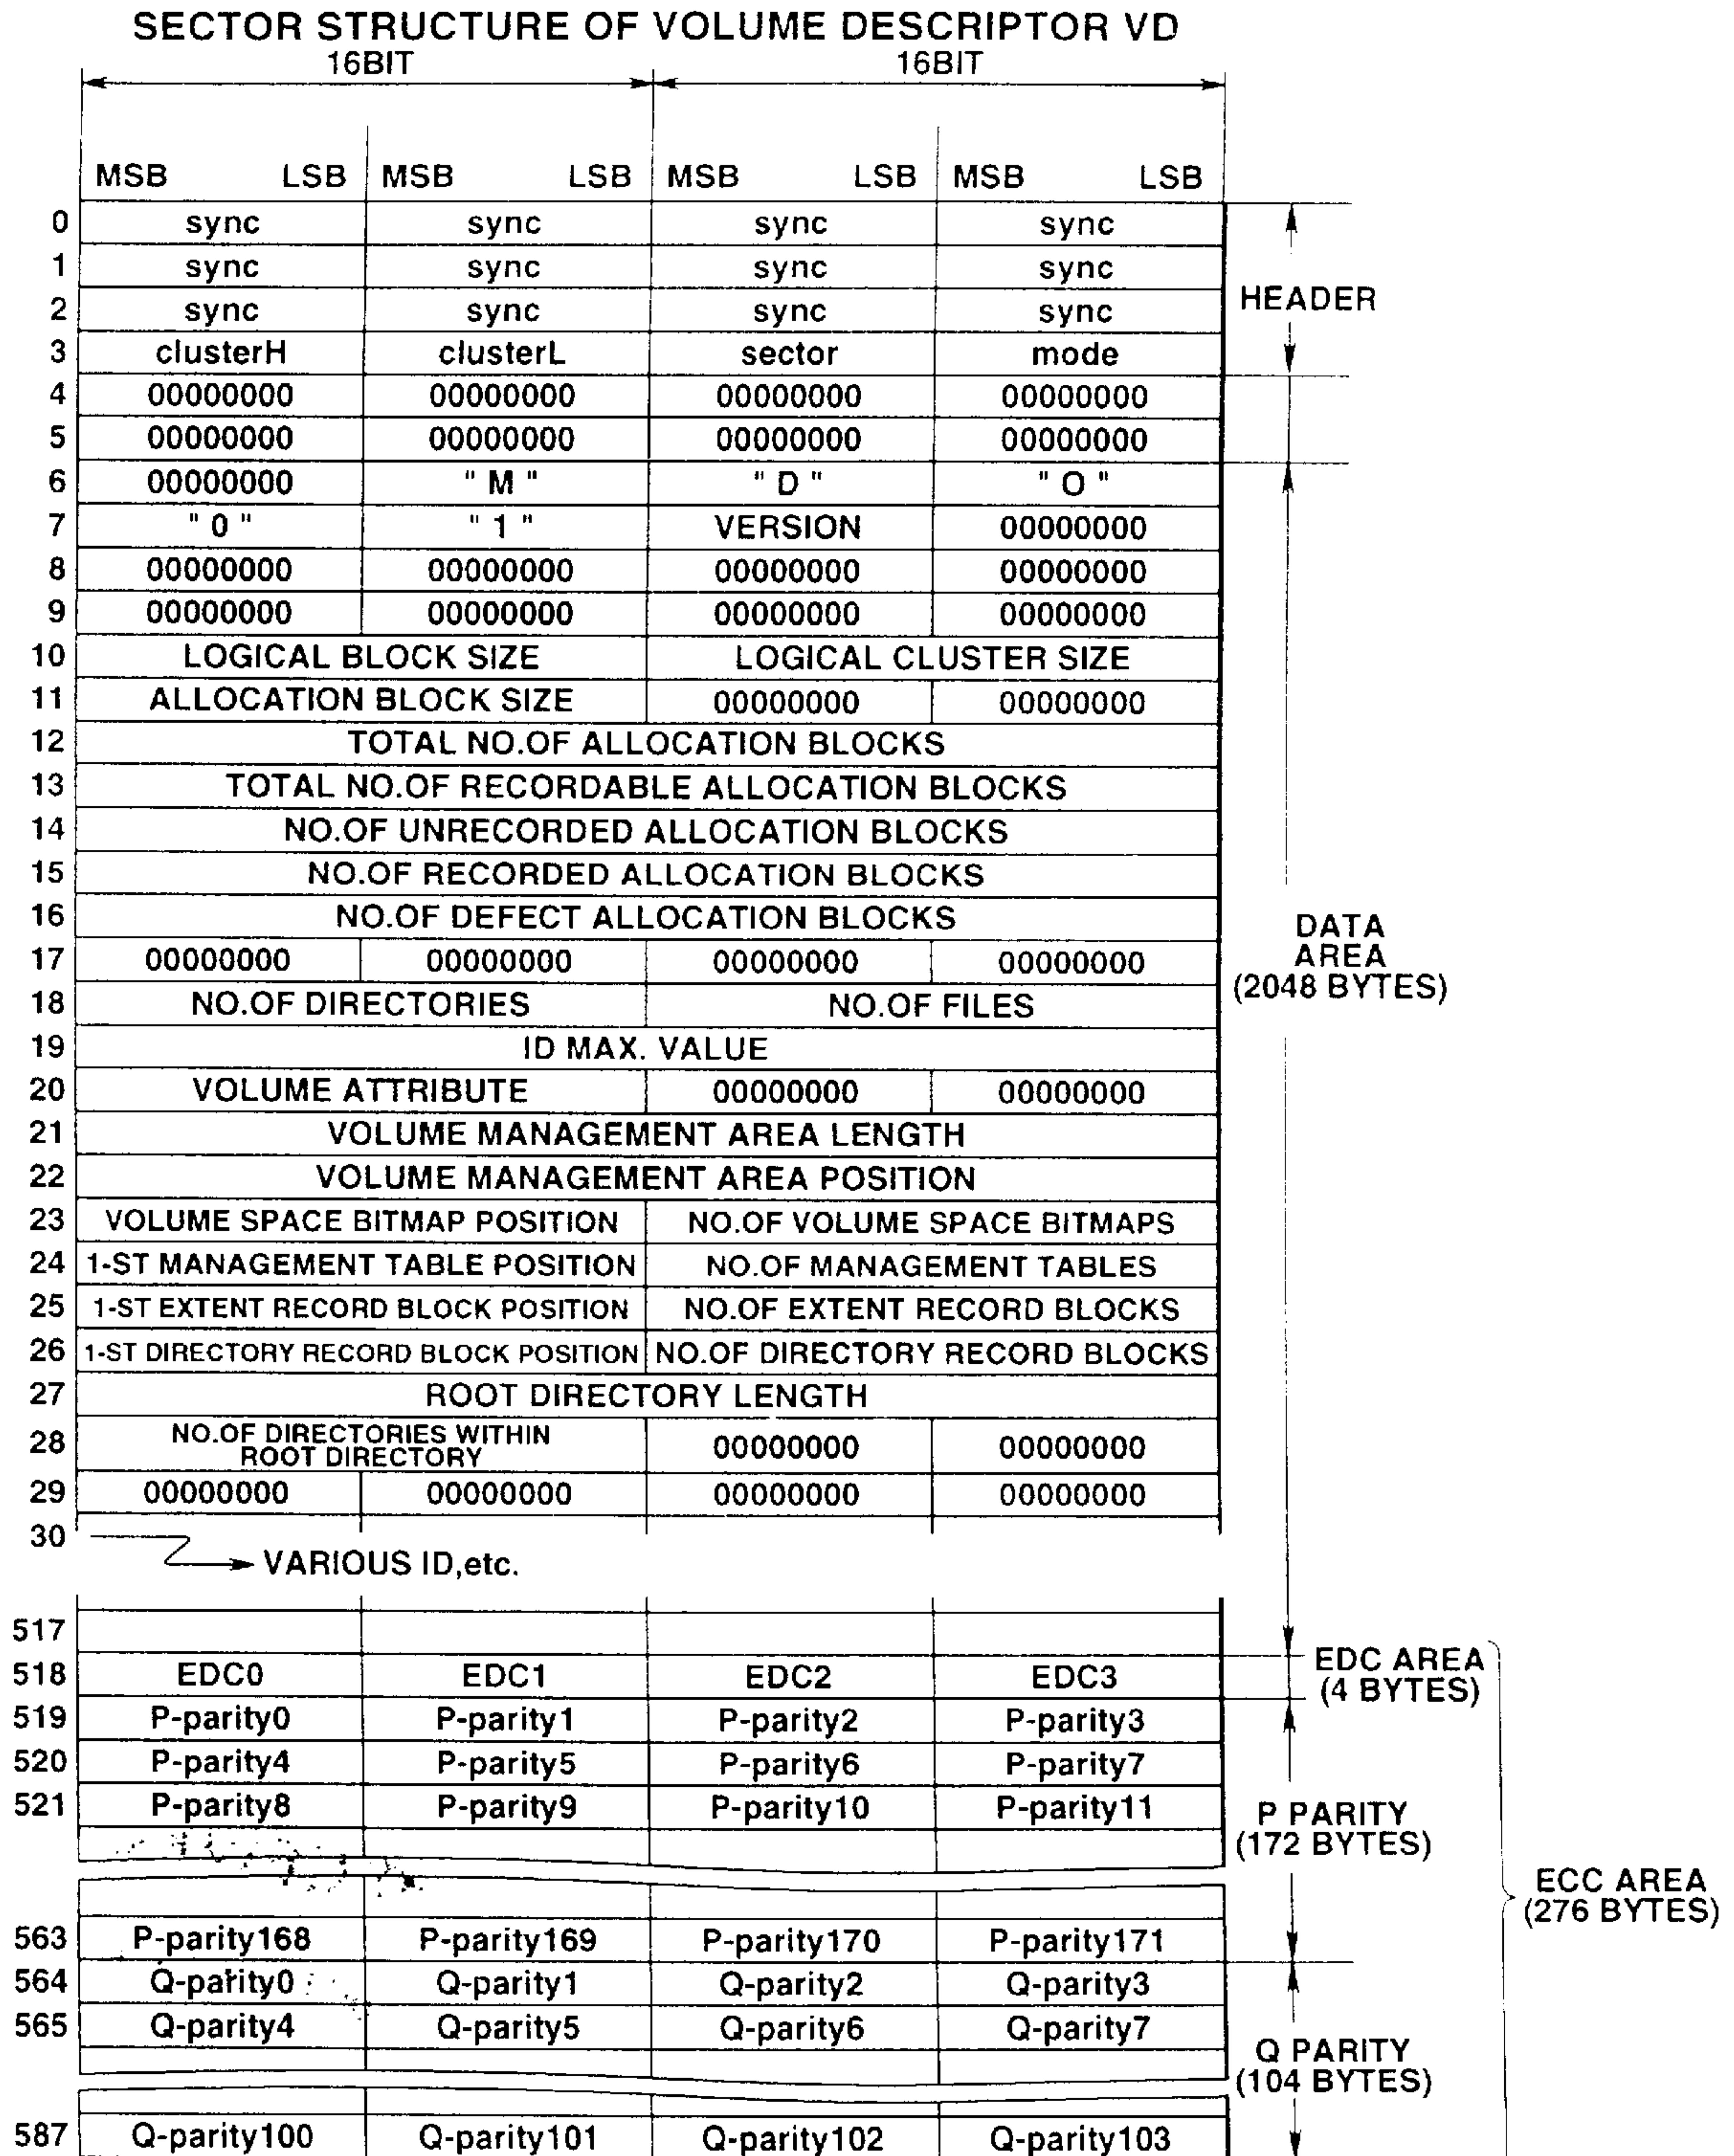 SECTOR STRUCTURE OF VOLUME DESCRIPTOR VD
16BIT 16BIT
MSB LSB MSB LSB MSB LSB MSB LSB
0 sync sync sync sync
1 sync sync sync sync
2 sync sync sync sync
HEADER
3 clusterH clusterL sector mode
4 00000000 00000000 00000000 00000000
5 00000000 00000000 00000000 00000000
6 00000000 "M" "D" "O"
7 "0" "1" VERSION 00000000
8 00000000 00000000 00000000 00000000
9 00000000 00000000 00000000 00000000
10 LOGICAL BLOCK SIZE LOGICAL CLUSTER SIZE
11 ALLOCATION BLOCK SIZE 00000000 00000000
12 TOTAL NO.OF ALLOCATION BLOCKS
13 TOTAL NO.OF RECORDABLE ALLOCATION BLOCKS
14 NO.OF UNRECORDED ALLOCATION BLOCKS
15 NO.OF RECORDED ALLOCATION BLOCKS
16 NO.OF DEFECT ALLOCATION BLOCKS
17 00000000 00000000 00000000 00000000
DATA
AREA
(2048 BYTES)
18 NO.OF DIRECTORIES NO.OF FILES
19 ID MAX. VALUE
20 VOLUME ATTRIBUTE 00000000 00000000
21 VOLUME MANAGEMENT AREA LENGTH
22 VOLUME MANAGEMENT AREA POSITION
23 VOLUME SPACE BITMAP POSITION NO.OF VOLUME SPACE BITMAPS
24 1-ST MANAGEMENT TABLE POSITION NO.OF MANAGEMENT TABLES
25 1-ST EXTENT RECORD BLOCK POSITION NO.OF EXTENT RECORD BLOCKS
26 1-ST DIRECTORY RECORD BLOCK POSITION NO.OF DIRECTORY RECORD BLOCKS
27 ROOT DIRECTORY LENGTH
28 NO.OF DIRECTORIES WITHIN
ROOT DIRECTORY 00000000 00000000
29 00000000 00000000 00000000 00000000
30
VARIOUS ID,etc.
517
518 EDC0 EDC1 EDC2 EDC3
EDC AREA
(4 BYTES)
519 P-parity0 P-parity1 P-parity2 P-parity3
520 P-parity4 P-parity5 P-parity6 P-parity7
521 P-parity8 P-parity9 P-parity10 P-parity11
P PARITY
(172 BYTES)
ECC AREA
(276 BYTES)
563 P-parity168 P-parity169 P-parity170 P-parity171
564 Q-parity0 Q-parity1 Q-parity2 Q-parity3
565 Q-parity4 Q-parity5 Q-parity6 Q-parity7
Q PARITY
(104 BYTES)
587 Q-parity100 Q-parity101 Q-parity102 Q-parity103